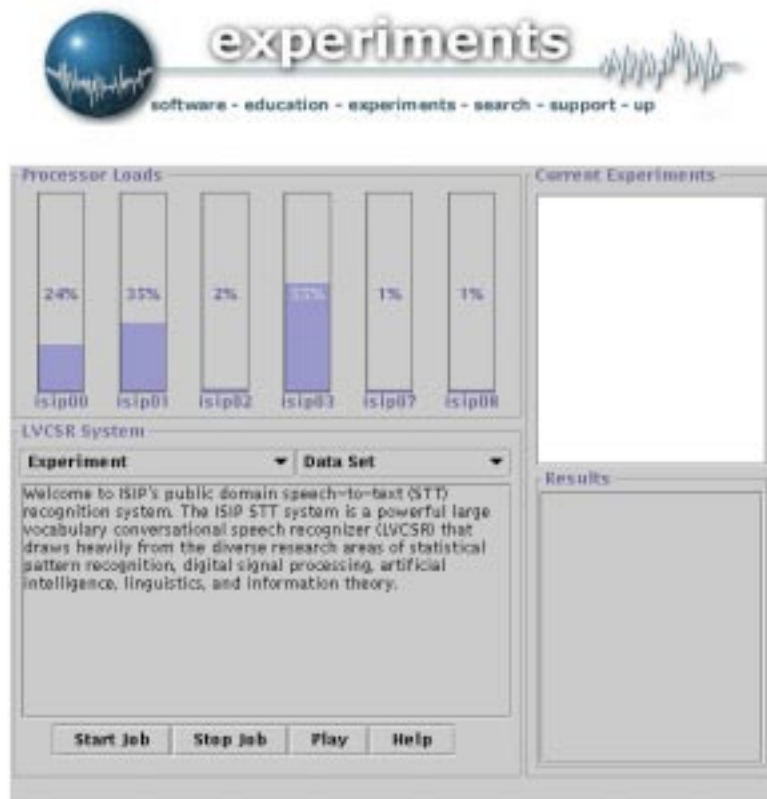 experiments
software - education - experiments - search - support - up
Processor Loads
24% 35% 2% 1% 1%
isip00 isip01 isip02 isip03 isip07 isip08
LVCSR System
Experiment Data Set
Welcome to ISIP's public domain speech-to-text (STT)
recognition system. The ISIP STT system is a powerful large
vocabulary conversational speech recognizer (LVCSR) that
draws heavily from the diverse research areas of statistical
pattern recognition, digital signal processing, artificial
intelligence, linguistics, and information theory.
Start Job Stop Job Play Help
Current Experiments
Results